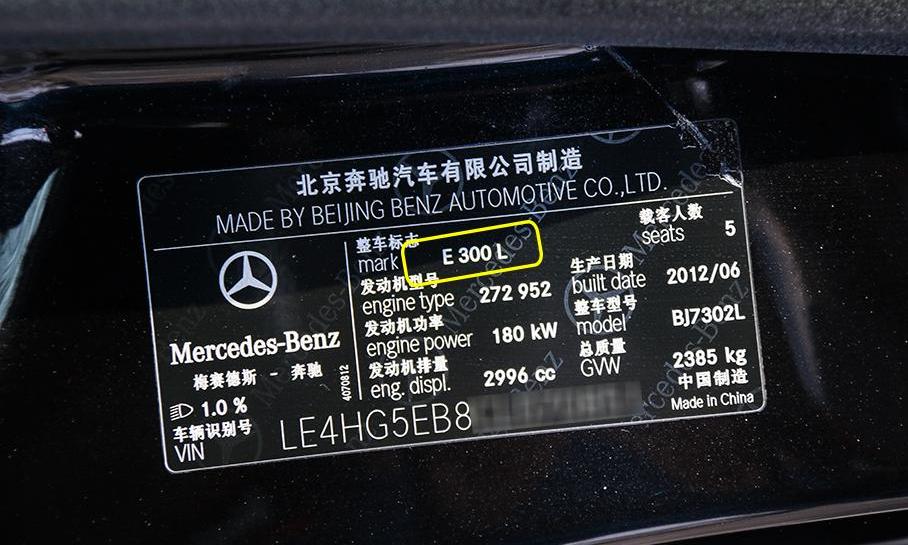 北京奔驰汽车有限公司制造
MADE BY BEIJING BENZ AUTOMOTIVE CO.,LTD.
Mercedes-Benz
梅赛德斯 - 奔驰
1.0 %
4070812
整车标志
mark E 300 L
发动机型号
engine type 272 952
发动机功率
engine power 180 kW
发动机排量
eng. displ. 2996 cc
载客人数
seats 5
生产日期
built date 2012/06
整车型号
model BJ7302L
总质量
GVW 2385 kg
中国制造
Made in China
车辆识别号
VIN LE4HG5EB8